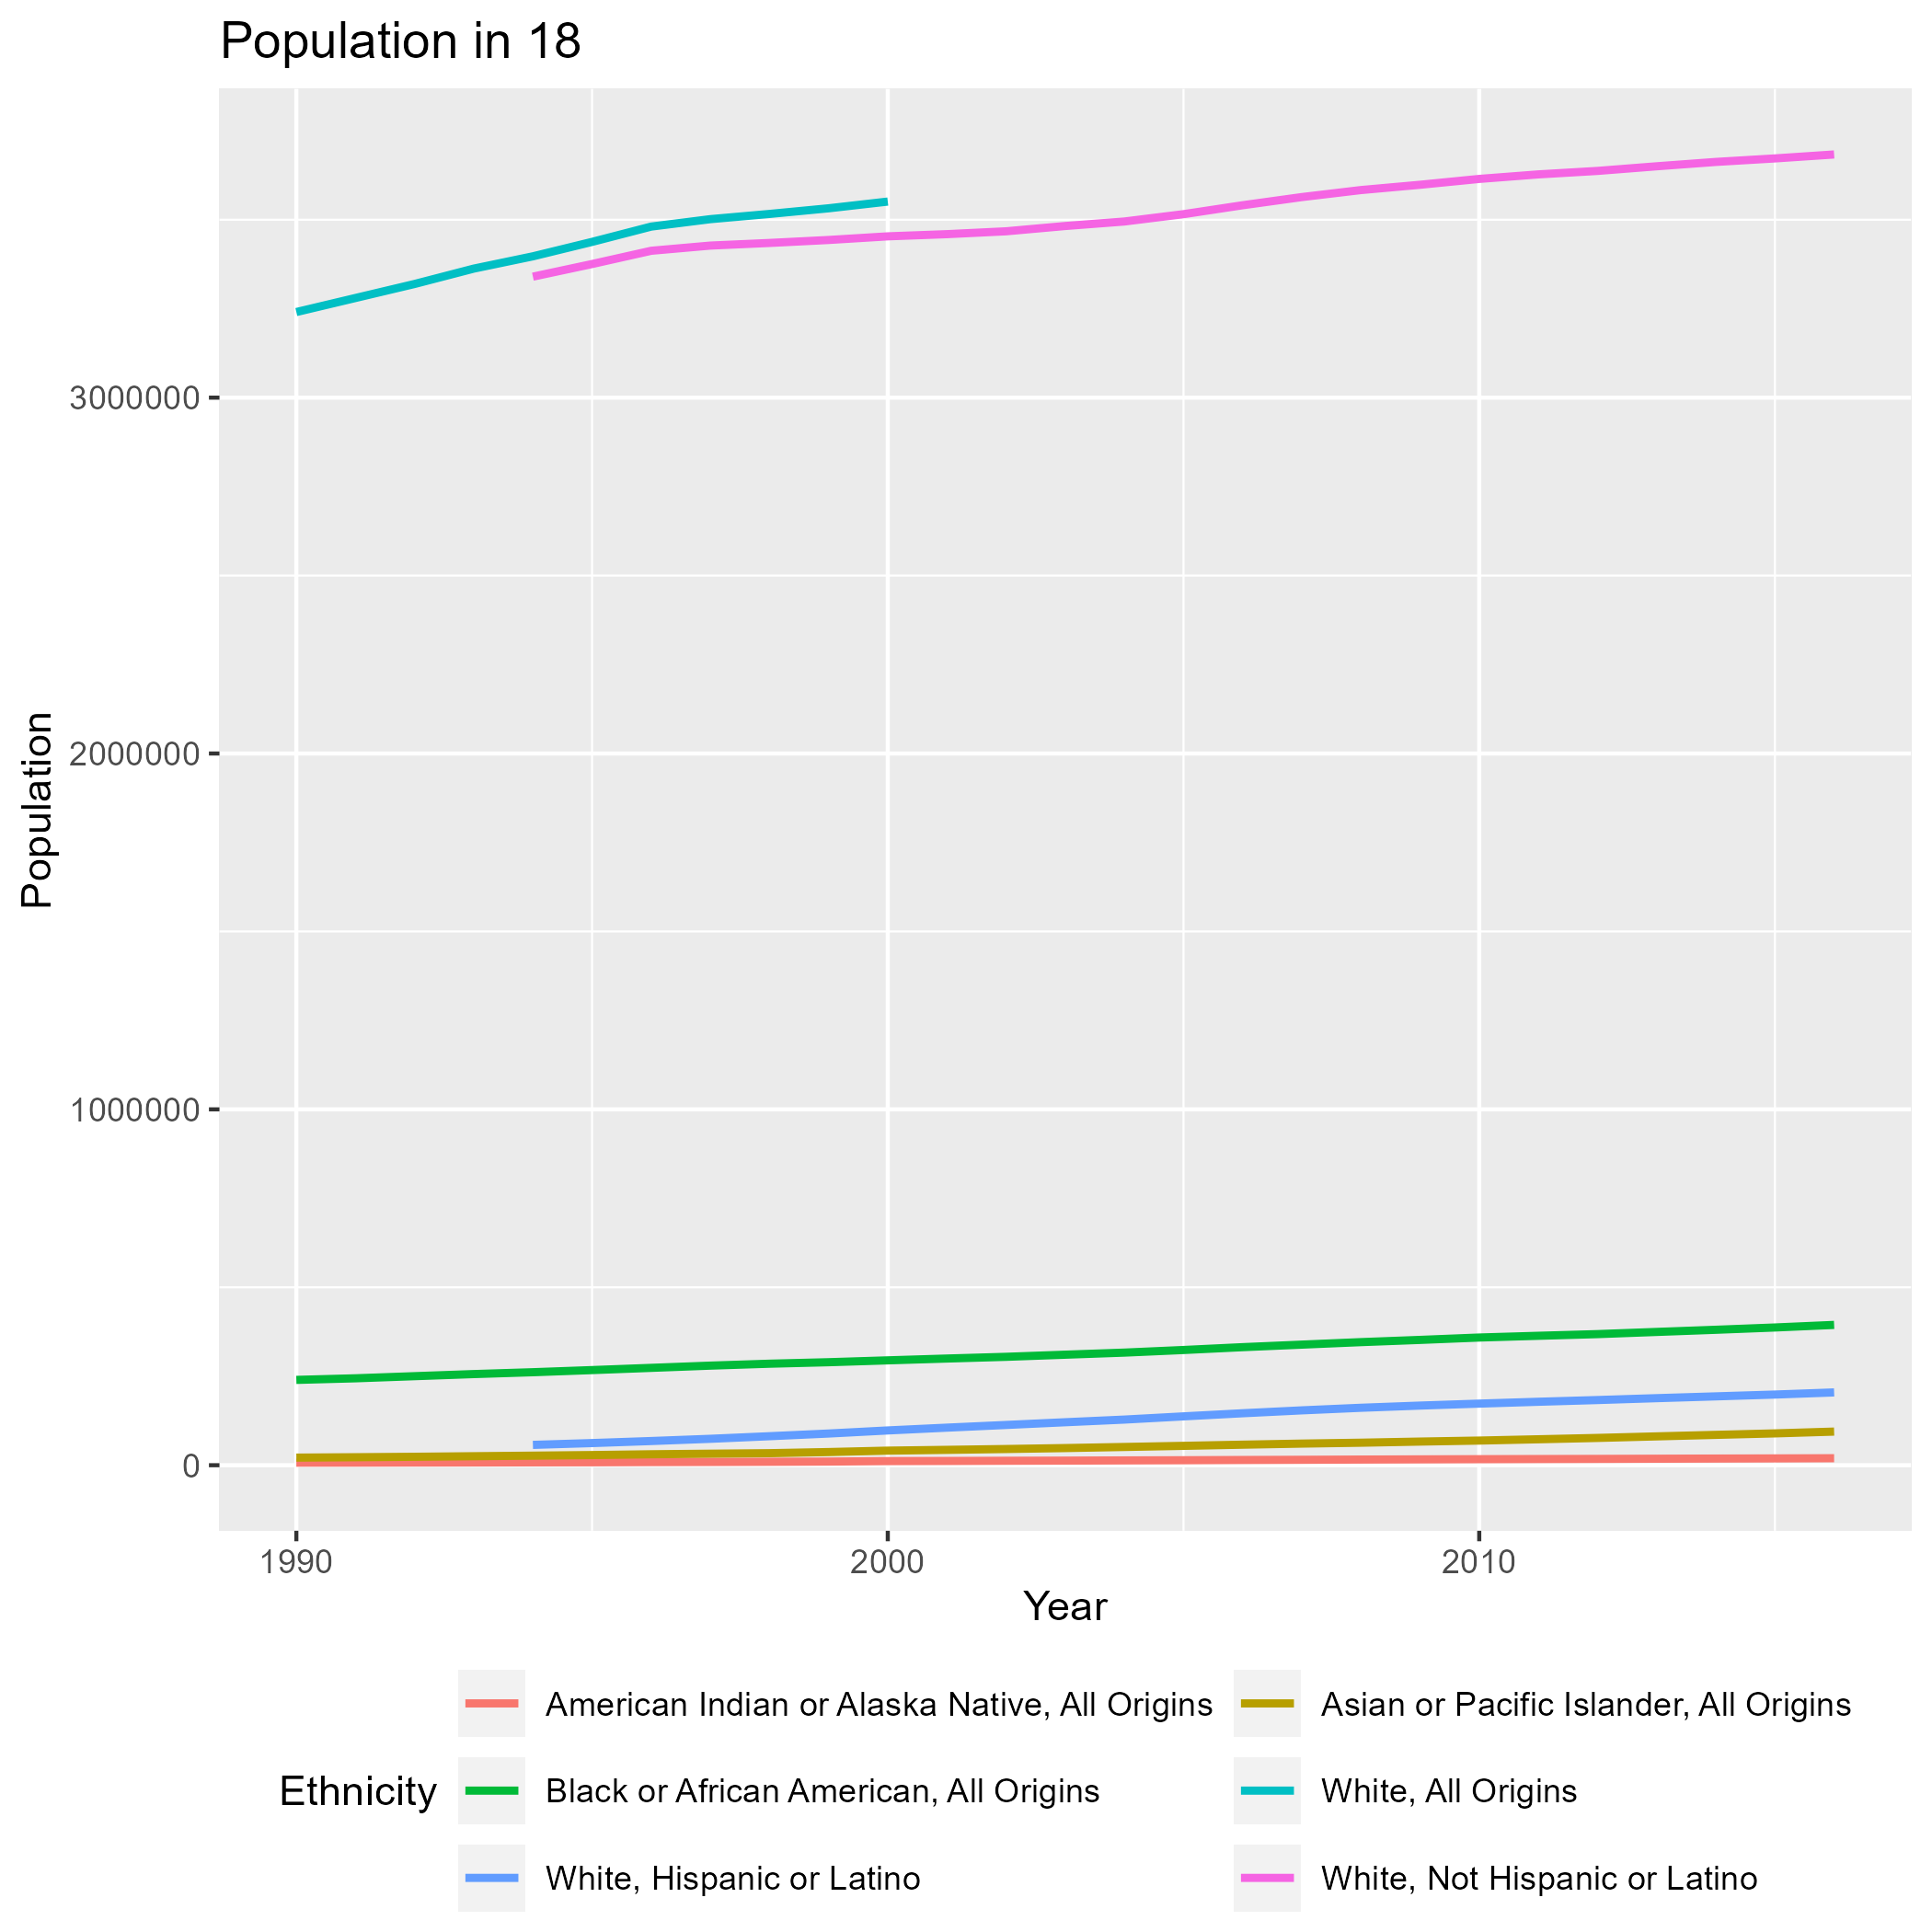 Population in 18
3000000
2000000
1000000
0
Population
1990 2000 2010
Year
Ethnicity
American Indian or Alaska Native, All Origins
Asian or Pacific Islander, All Origins
Black or African American, All Origins
White, All Origins
White, Hispanic or Latino
White, Not Hispanic or Latino